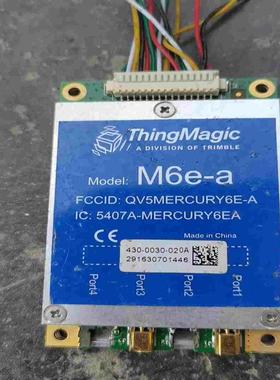 ThingMagic
A DIVISION OF TRIMBLE
Model: M6e-a
FCCID: QV5MERCURY6E-A
IC: 5407A-MERCURY6EA
Made in China
CE
430-0030-020A
291630701446
Port4
Port3
Port2
Port1